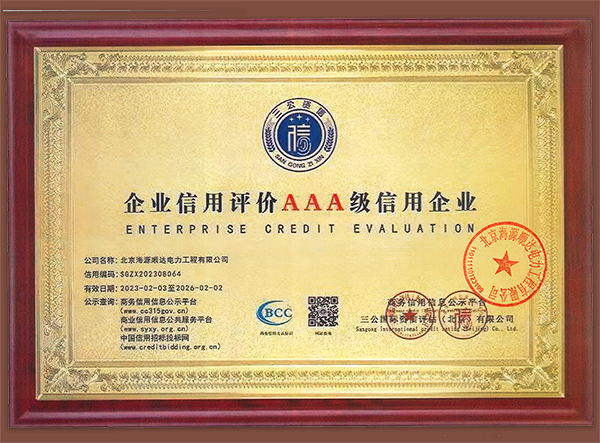 三公资信
信
SAN GONG ZI XIN
企业信用评价AAA级信用企业
ENTERPRISE CREDIT EVALUATION
公司名称：北京海源顺达电力工程有限公司
信用编码：SGZX202308064
有效日期：2023-02-03至2026-02-02
公示查询：商务信用信息公示平台
(www.cc315gov.cn)
商业信用信息公共服务平台
(www.syxy.org.cn)
中国信用招标投标网
(www.creditbidding.org.cn)
BCC
商务信用信息公示平台
三公国际资信评估（北京）有限公司
Sangong International credit rating (Beijing) Co., Ltd.
北京海源顺达电力工程有限公司